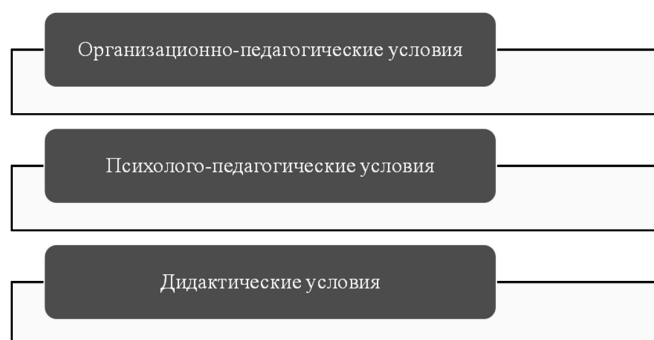 Организационно-педагогические условия
Психолого-педагогические условия
Дидактические условия